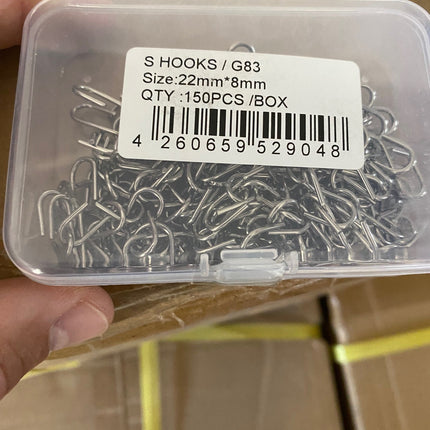 S HOOKS / G83
Size:22mm*8mm
QTY :150PCS /BOX
4 260659 529048